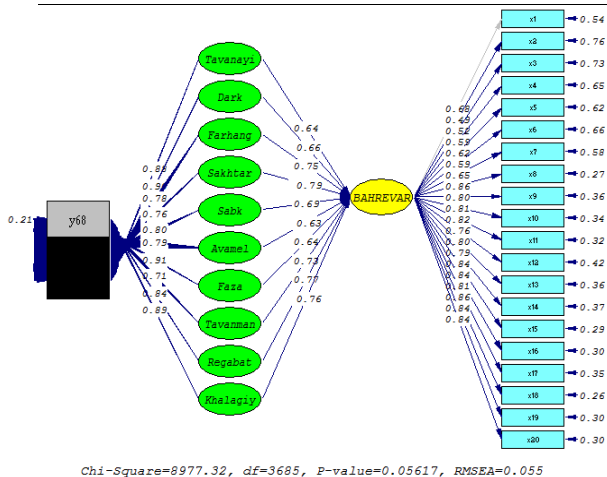 0.21
y68
0.78
0.76
0.80
0.79
0.91
0.71
0.84
0.89
Tavanayi
Dark
Farhang
Sakhtar
Sabk
Avamel
Faza
Tavanman
Regabat
Khalagiy
0.64
0.66
0.75
0.79
0.69
0.63
0.64
0.73
0.77
0.76
BAHREVAR
0.68
0.49
0.59
0.62
0.59
0.65
0.86
0.80
0.81
0.82
0.76
0.80
0.79
0.84
0.84
0.81
0.86
0.84
0.84
x1 0.54
x2 0.76
x3 0.73
x4 0.65
x5 0.62
x6 0.66
x7 0.58
x8 0.27
x9 0.36
x10 0.34
x11 0.32
x12 0.42
x13 0.36
x14 0.37
x15 0.29
x16 0.30
x17 0.35
x18 0.26
x19 0.30
x20 0.30
Chi-Square=8977.32, df=3685, P-value=0.05617, RMSEA=0.055